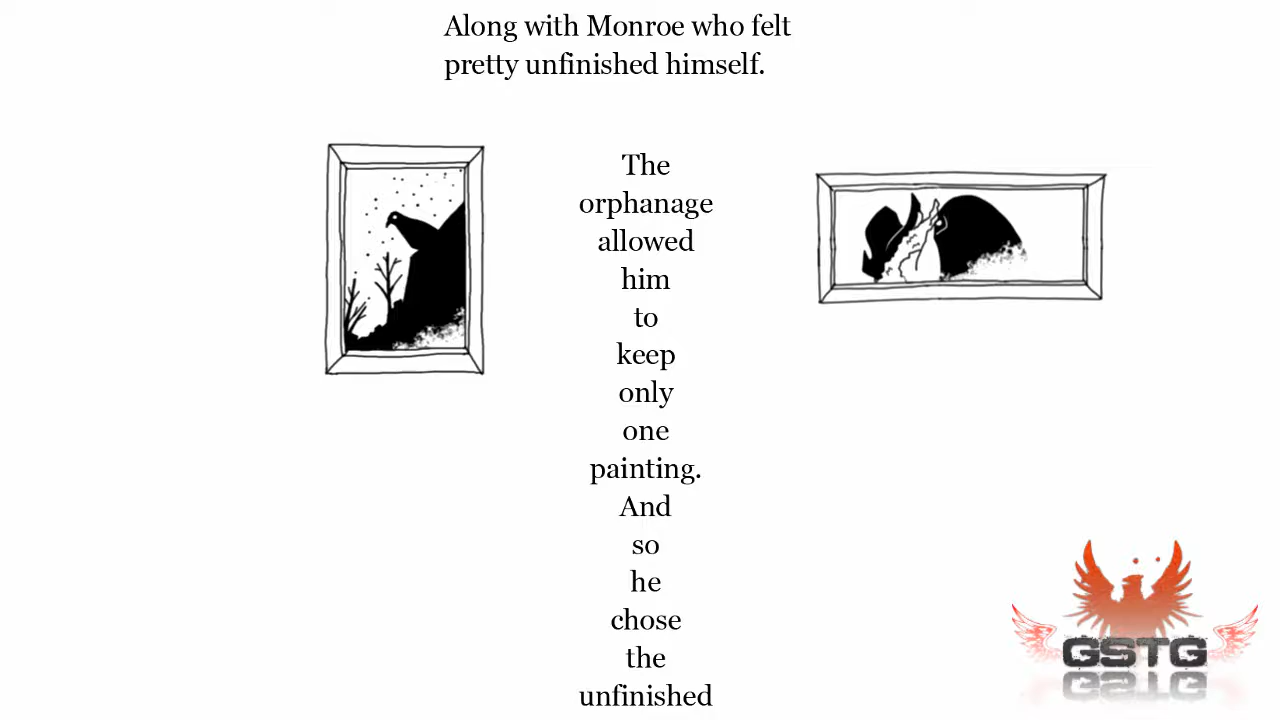 Along with Monroe who felt
pretty unfinished himself.
The
orphanage
allowed
him
to
keep
only
one
painting.
And
so
he
chose
the
unfinished
GSTG